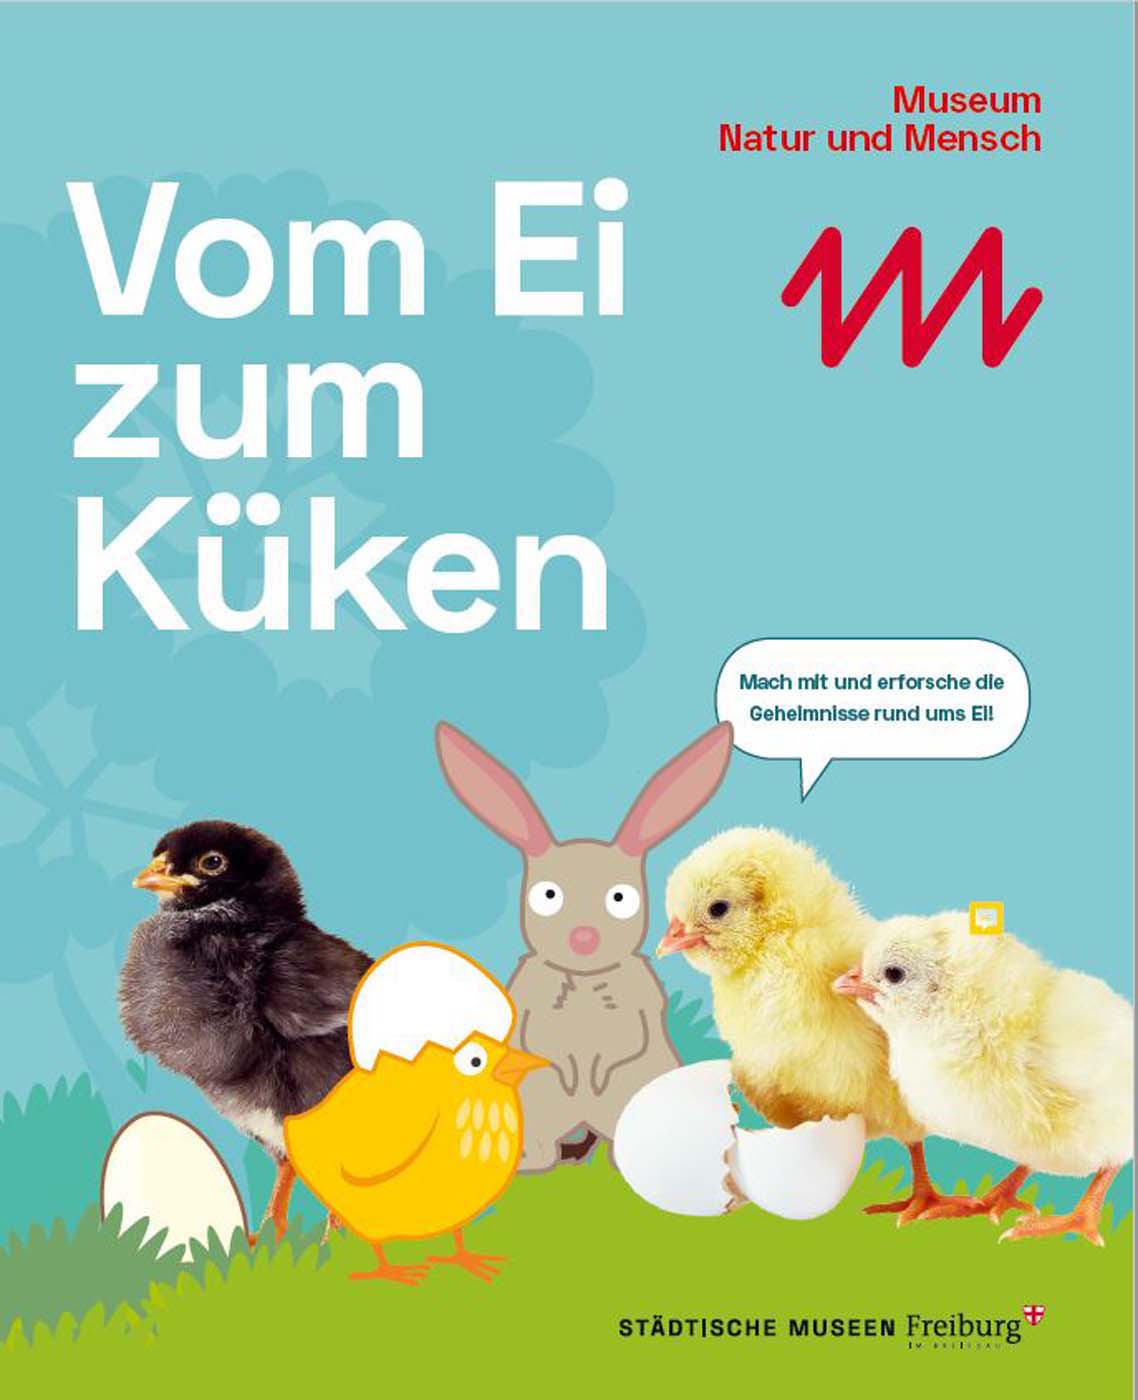 Museum
Natur und Mensch
Vom Ei
zum
Küken
Mach mit und erforsche die
Geheimnisse rund ums Ei!
STÄDTISCHE MUSEEN Freiburg